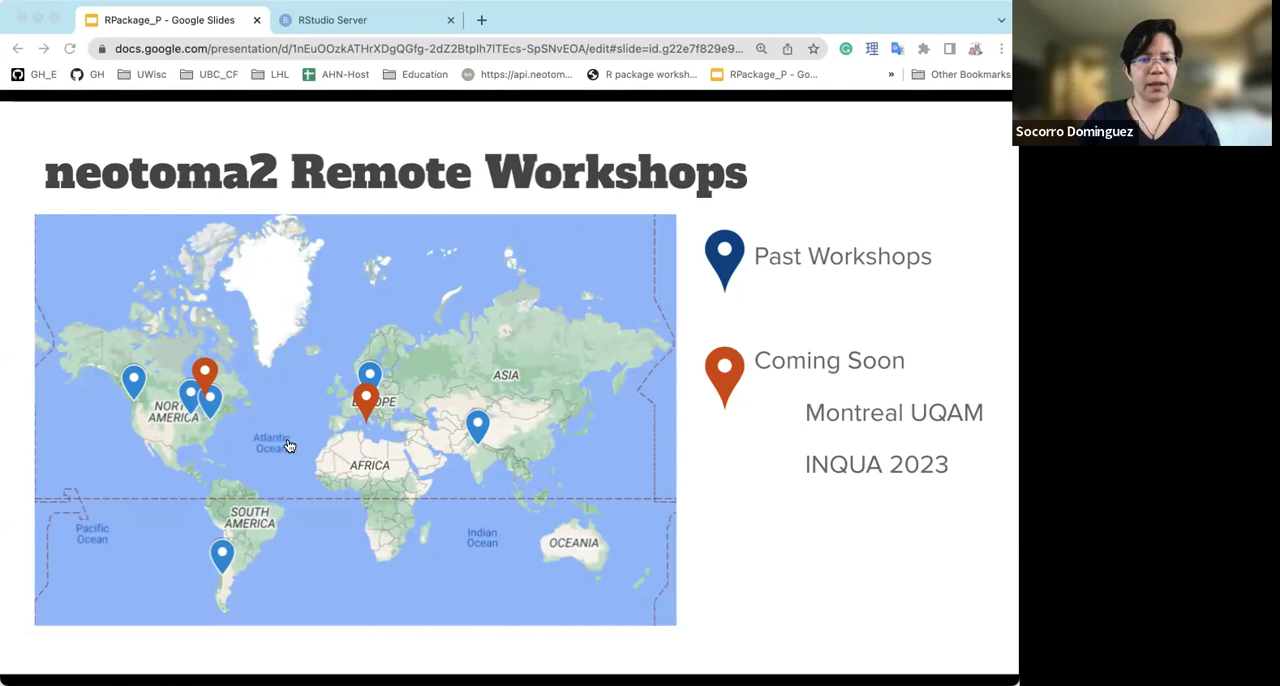 RPackage_P - Google Slides
RStudio Server
docs.google.com/presentation/d/1nEuOOzkATHrXDgQGfg-2dZ2BtpIh7lTEcs-SpSNvEOA/edit#slide=id.g22e7f829e9...
GH_E
GH
UWisc
UBC_CF
LHL
AHN-Host
Education
https://api.neotom...
R package worksh...
RPackage_P - Go...
»
Other Bookmarks
Socorro Dominguez
neotoma2 Remote Workshops
Past Workshops
Coming Soon
Montreal UQAM
INQUA 2023
ASIA
NORTH
AMERICA
EUROPE
Atlantic
Ocean
AFRICA
SOUTH
AMERICA
Pacific
Ocean
Indian
Ocean
OCEANIA